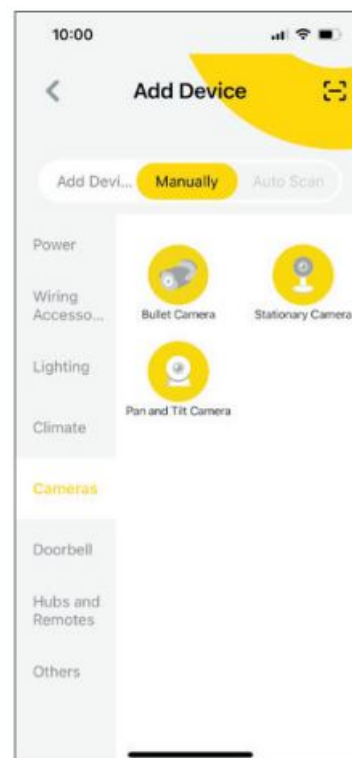 10:00
Add Device
Add Devi...
Manually
Auto Scan
Power
Wiring
Accesso...
Lighting
Climate
Cameras
Doorbell
Hubs and
Remotes
Others
Bullet Camera
Stationary Camera
Pan and Tilt Camera